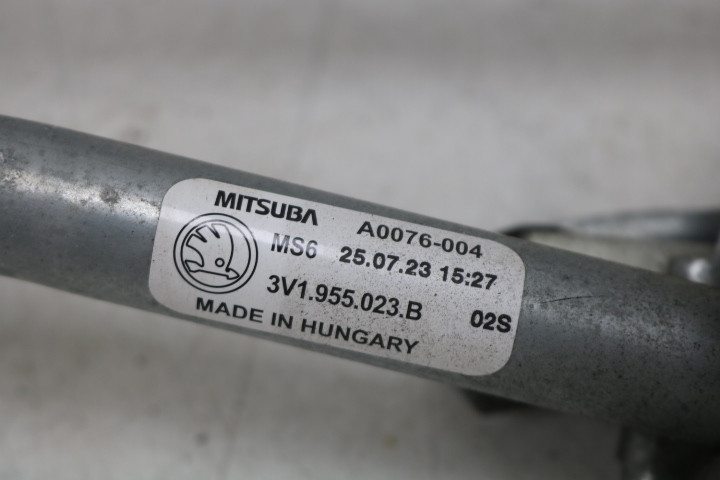 MITSUBA A0076-004
MS6 25.07.23 15:27
3V1.955.023.B 02S
MADE IN HUNGARY